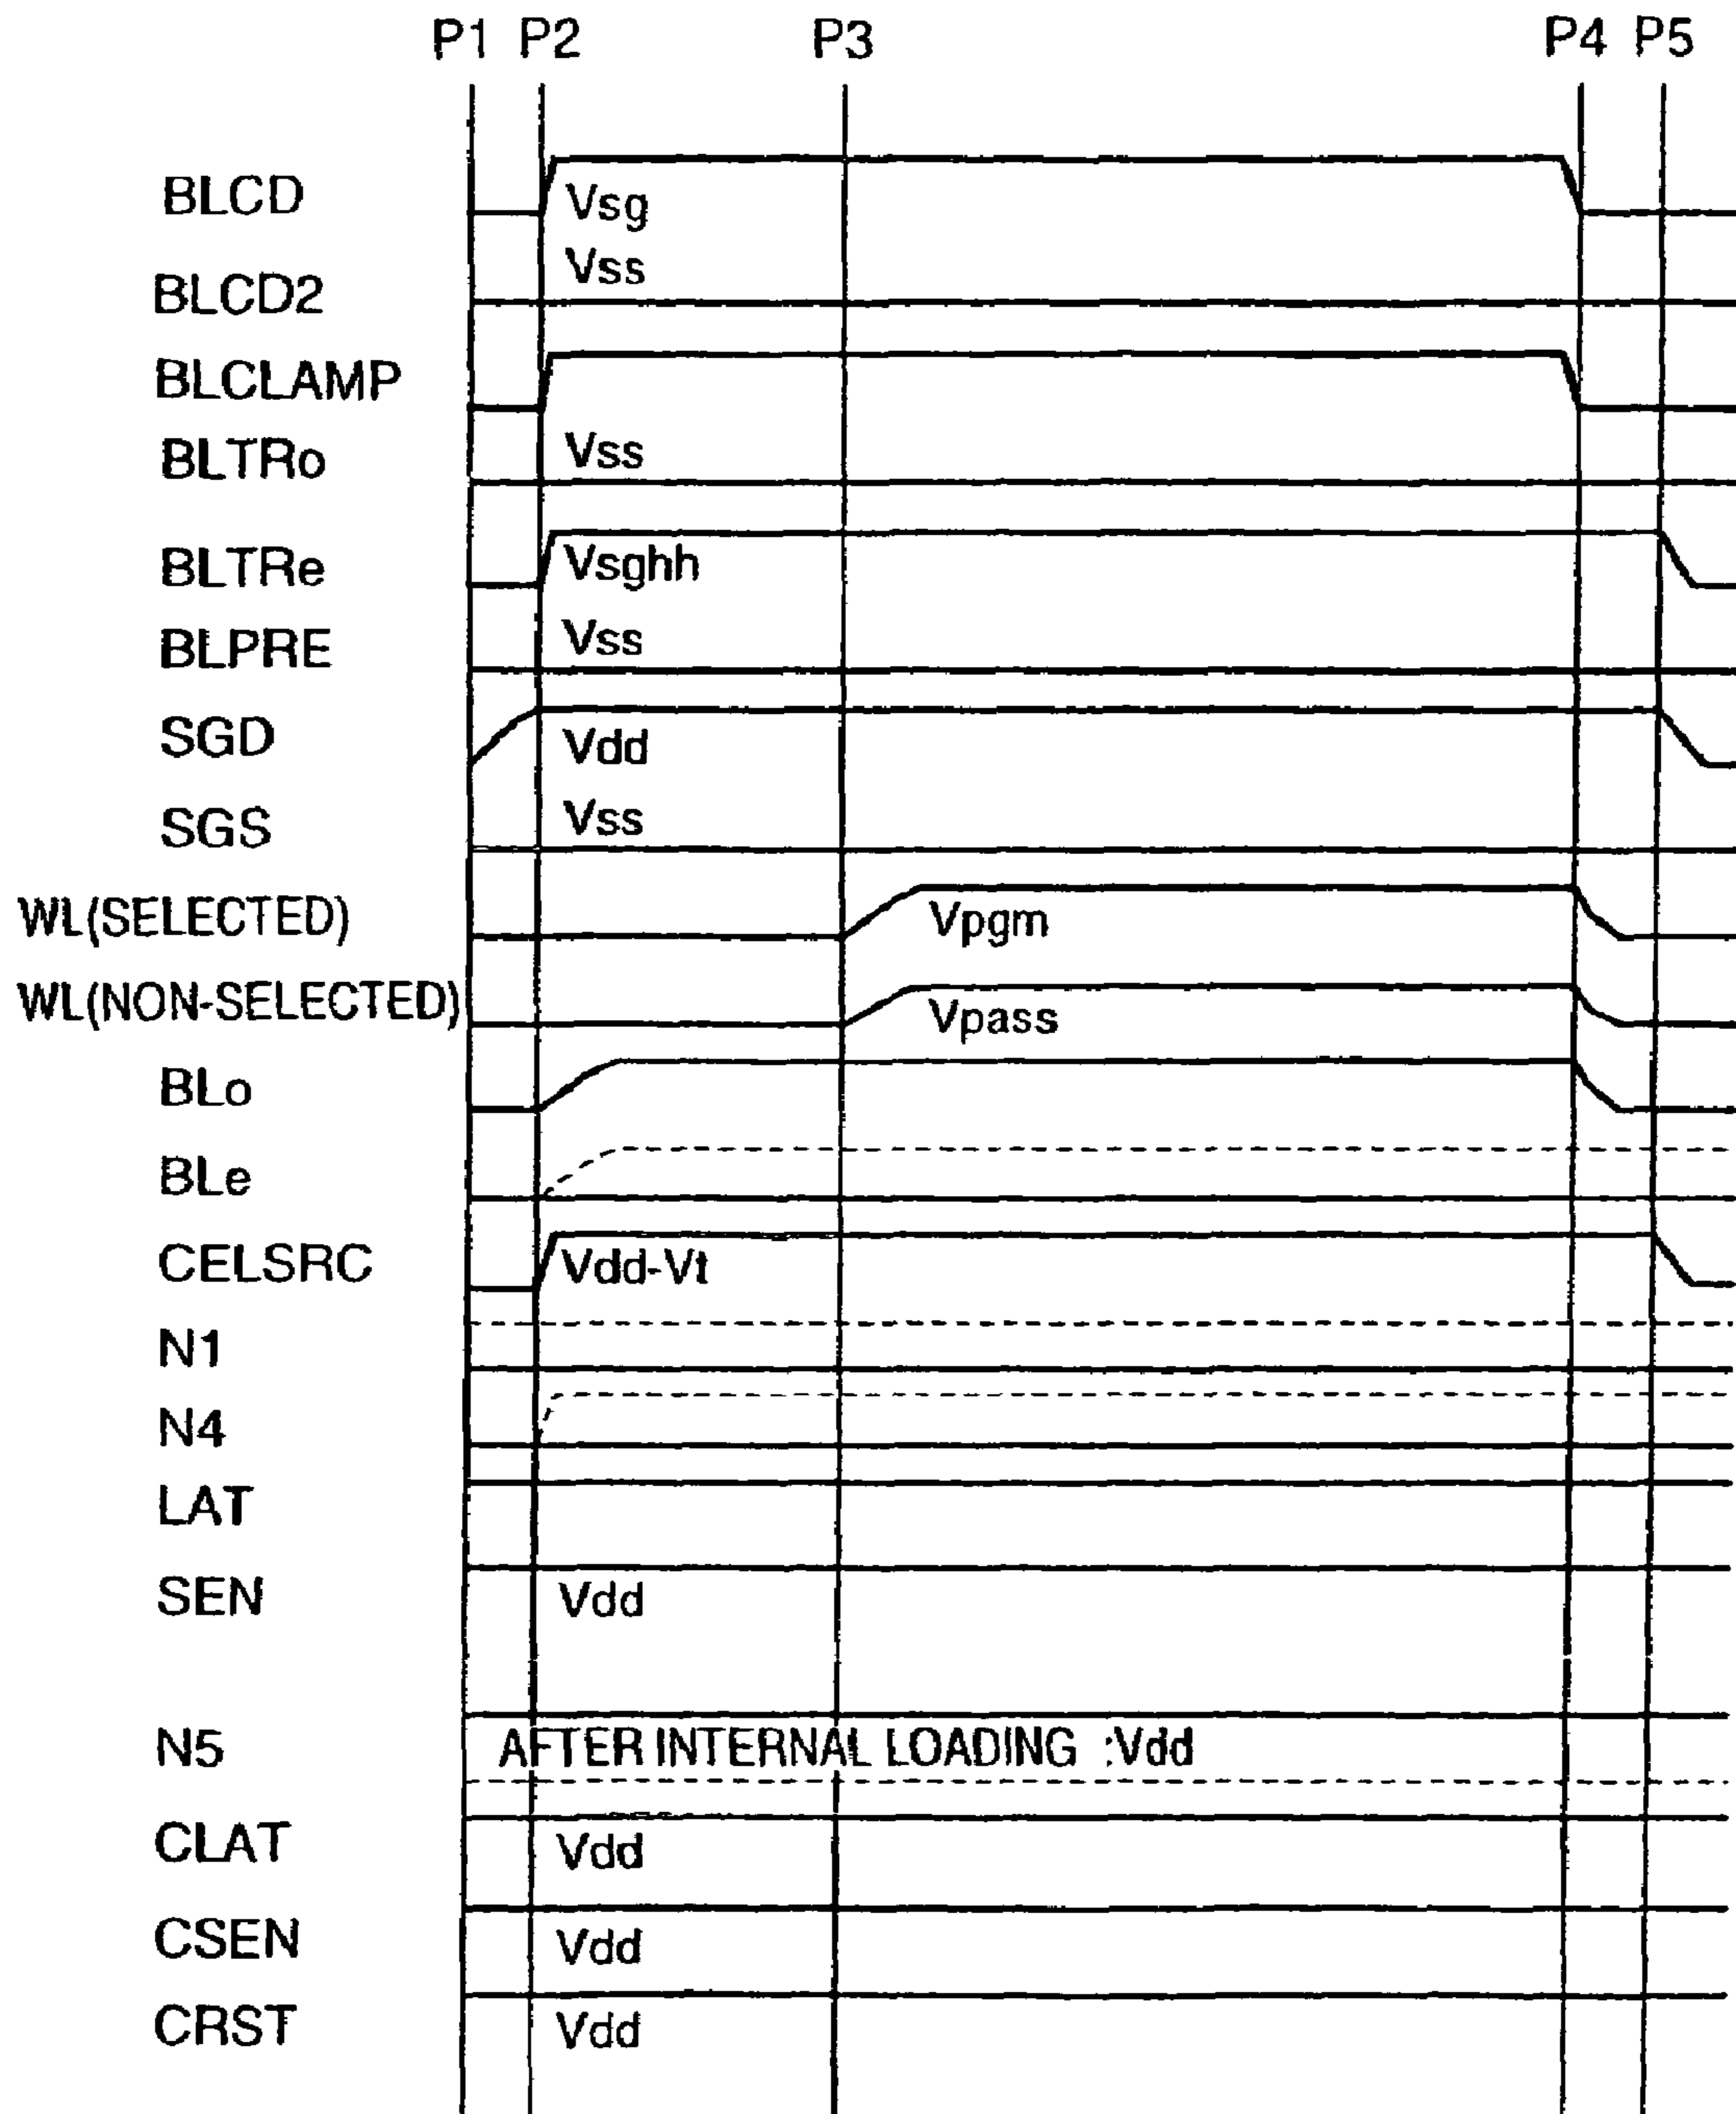 P1 P2 P3 P4 P5
BLCD Vsg
BLCD2 Vss
BLCLAMP
BLTRo Vss
BLTRe Vsghh
BLPRE Vss
SGD Vdd
SGS Vss
WL(SELECTED) Vpgm
WL(NON-SELECTED) Vpass
BLo
BLe
CELSRC Vdd-Vt
N1
N4
LAT
SEN Vdd
N5 AFTER INTERNAL LOADING :Vdd
CLAT Vdd
CSEN Vdd
CRST Vdd